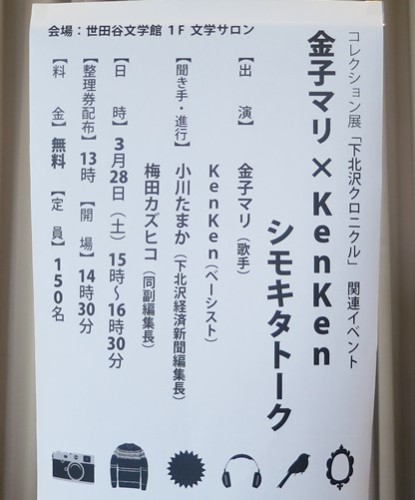 会場：世田谷文学館 1F 文学サロン
コレクション展「下北沢クロニクル」 関連イベント
金子マリ×KenKen
シモキタトーク
【出 演】 金子マリ（歌手）
KenKen（ベーシスト）
【聞き手・進行】 小川たまか（下北沢経済新聞編集長）
梅田カズヒコ（同副編集長）
【日 時】 3月28日（土）15時～16時30分
【整理券配布】 13時 【開 場】 14時30分
【料 金】 無料 【定 員】 150名